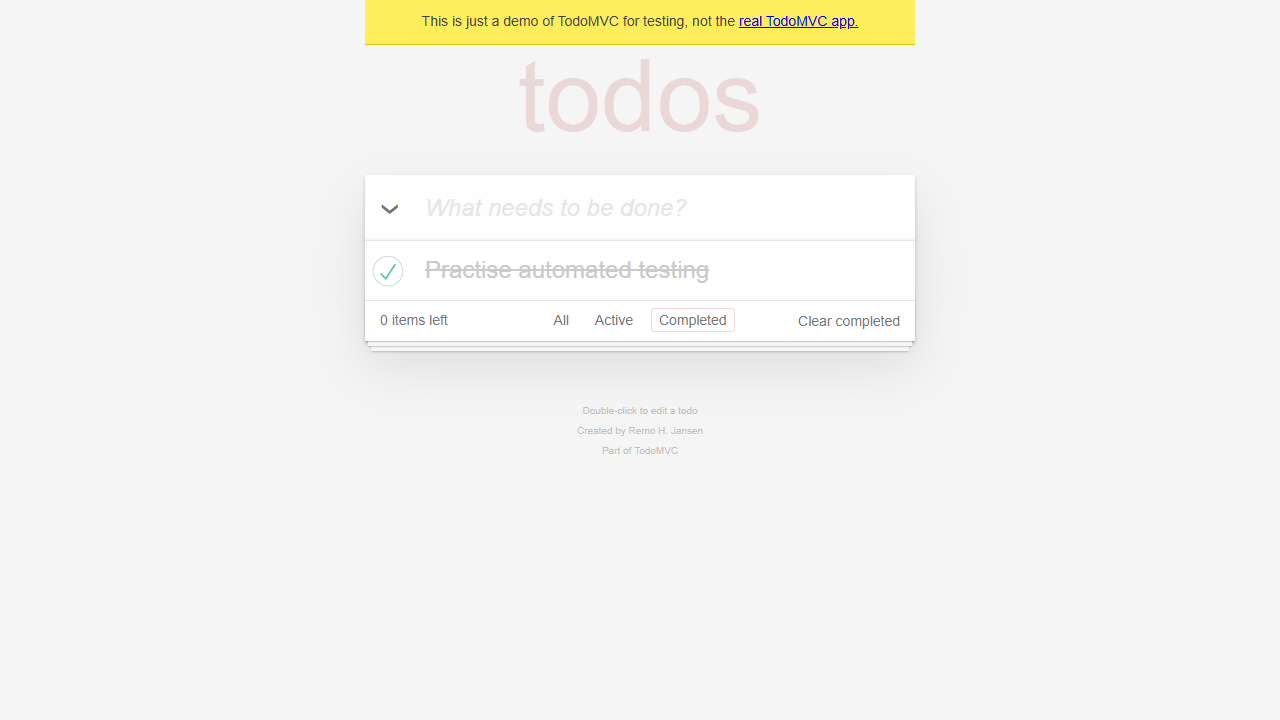 This is just a demo of TodoMVC for testing, not the real TodoMVC app.
todos
What needs to be done?
Practise automated testing
0 items left All Active Completed Clear completed
Double-click to edit a todo
Created by Remo H. Jansen
Part of TodoMVC